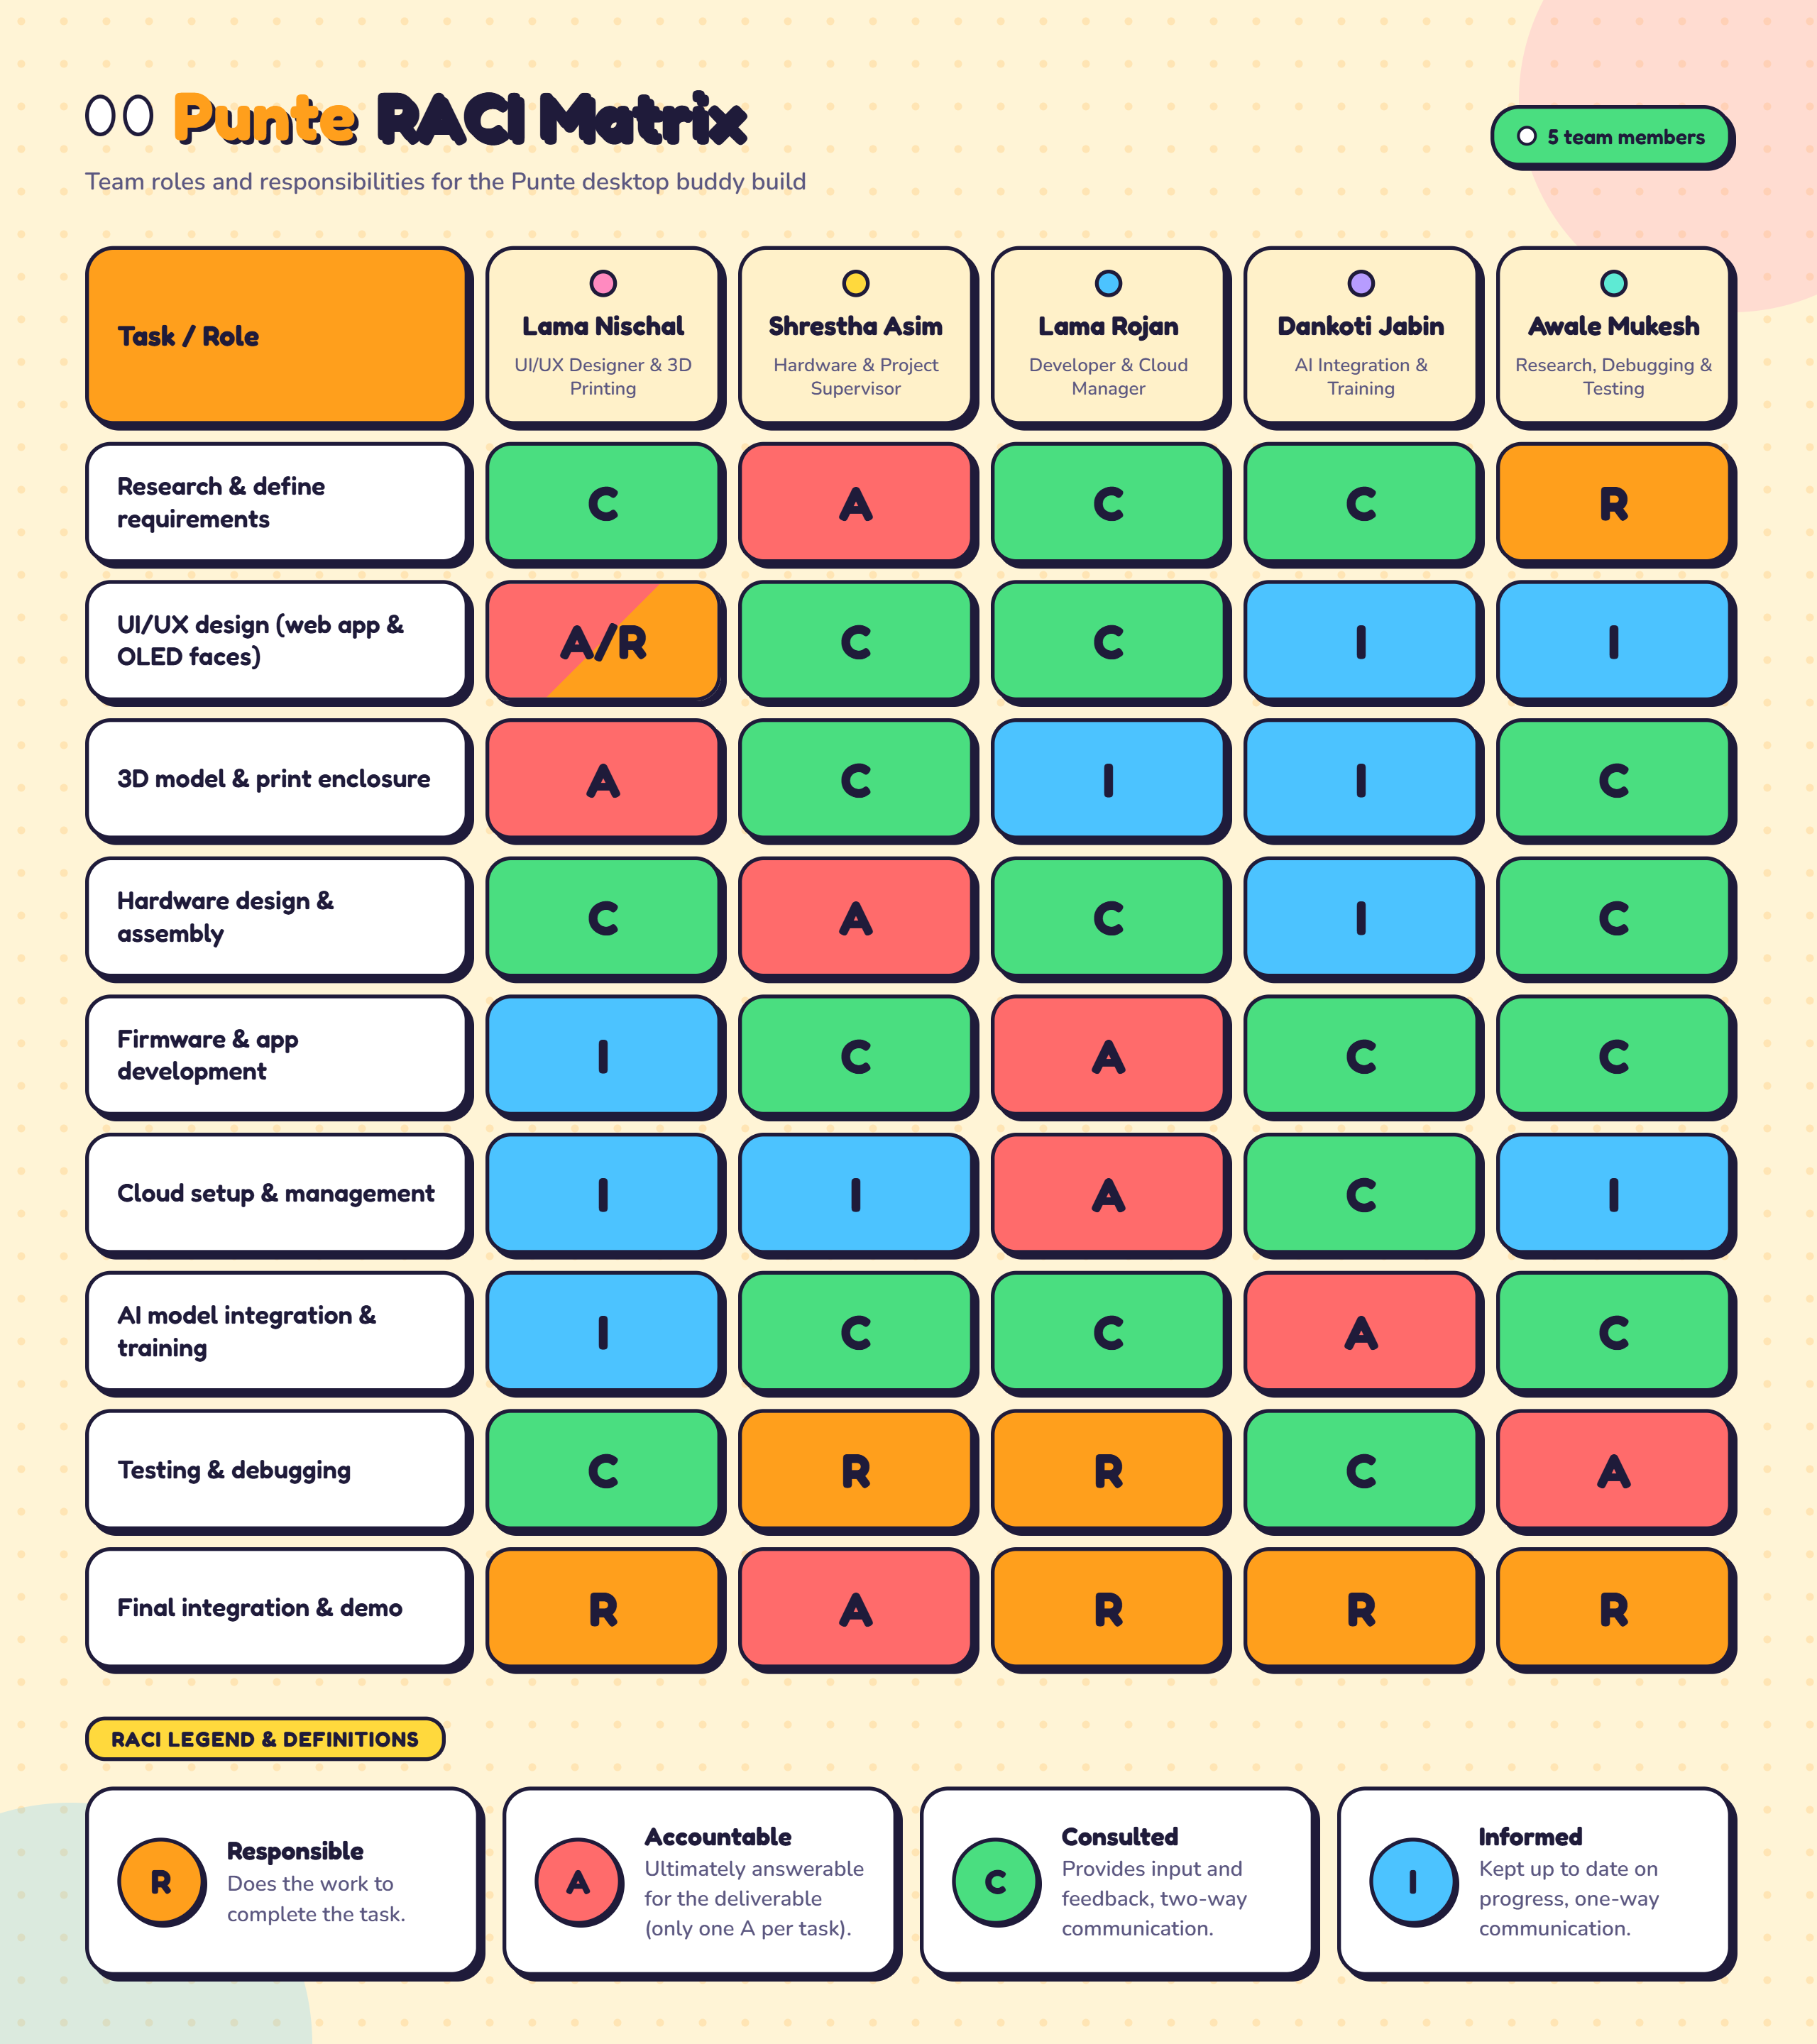 Punte RACI Matrix
5 team members
Team roles and responsibilities for the Punte desktop buddy build
Task / Role
Lama Nischal
UI/UX Designer & 3D
Printing
Shrestha Asim
Hardware & Project
Supervisor
Lama Rojan
Developer & Cloud
Manager
Dankoti Jabin
AI Integration &
Training
Awale Mukesh
Research, Debugging &
Testing
Research & define
requirements
C A C C R
UI/UX design (web app &
OLED faces)
A/R C C I I
3D model & print enclosure
A C I I C
Hardware design &
assembly
C A C I C
Firmware & app
development
I C A C C
Cloud setup & management
I I A C I
AI model integration &
training
I C C A C
Testing & debugging
C R R C A
Final integration & demo
R A R R R
RACI LEGEND & DEFINITIONS
R
Responsible
Does the work to
complete the task.
A
Accountable
Ultimately answerable
for the deliverable
(only one A per task).
C
Consulted
Provides input and
feedback, two-way
communication.
I
Informed
Kept up to date on
progress, one-way
communication.